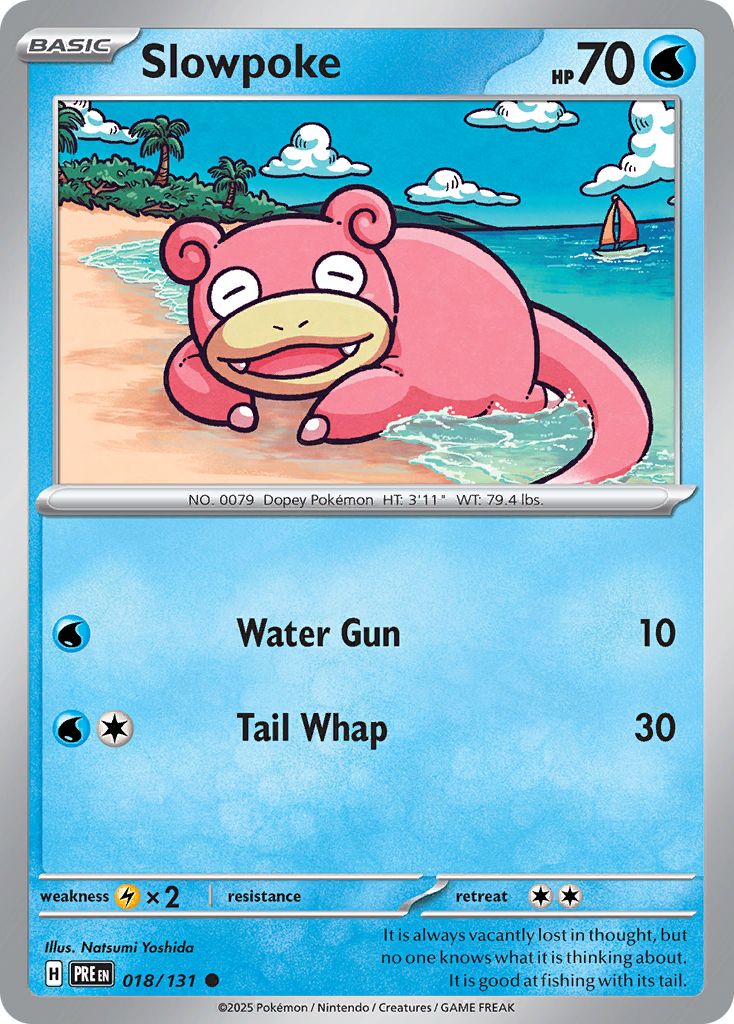 BASIC
Slowpoke
HP 70
NO. 0079 Dopey Pokémon HT: 3'11" WT: 79.4 lbs.
Water Gun 10
Tail Whap 30
weakness ×2 resistance retreat
Illus. Natsumi Yoshida
It is always vacantly lost in thought, but
no one knows what it is thinking about.
It is good at fishing with its tail.
H PRE EN 018/131
©2025 Pokémon / Nintendo / Creatures / GAME FREAK